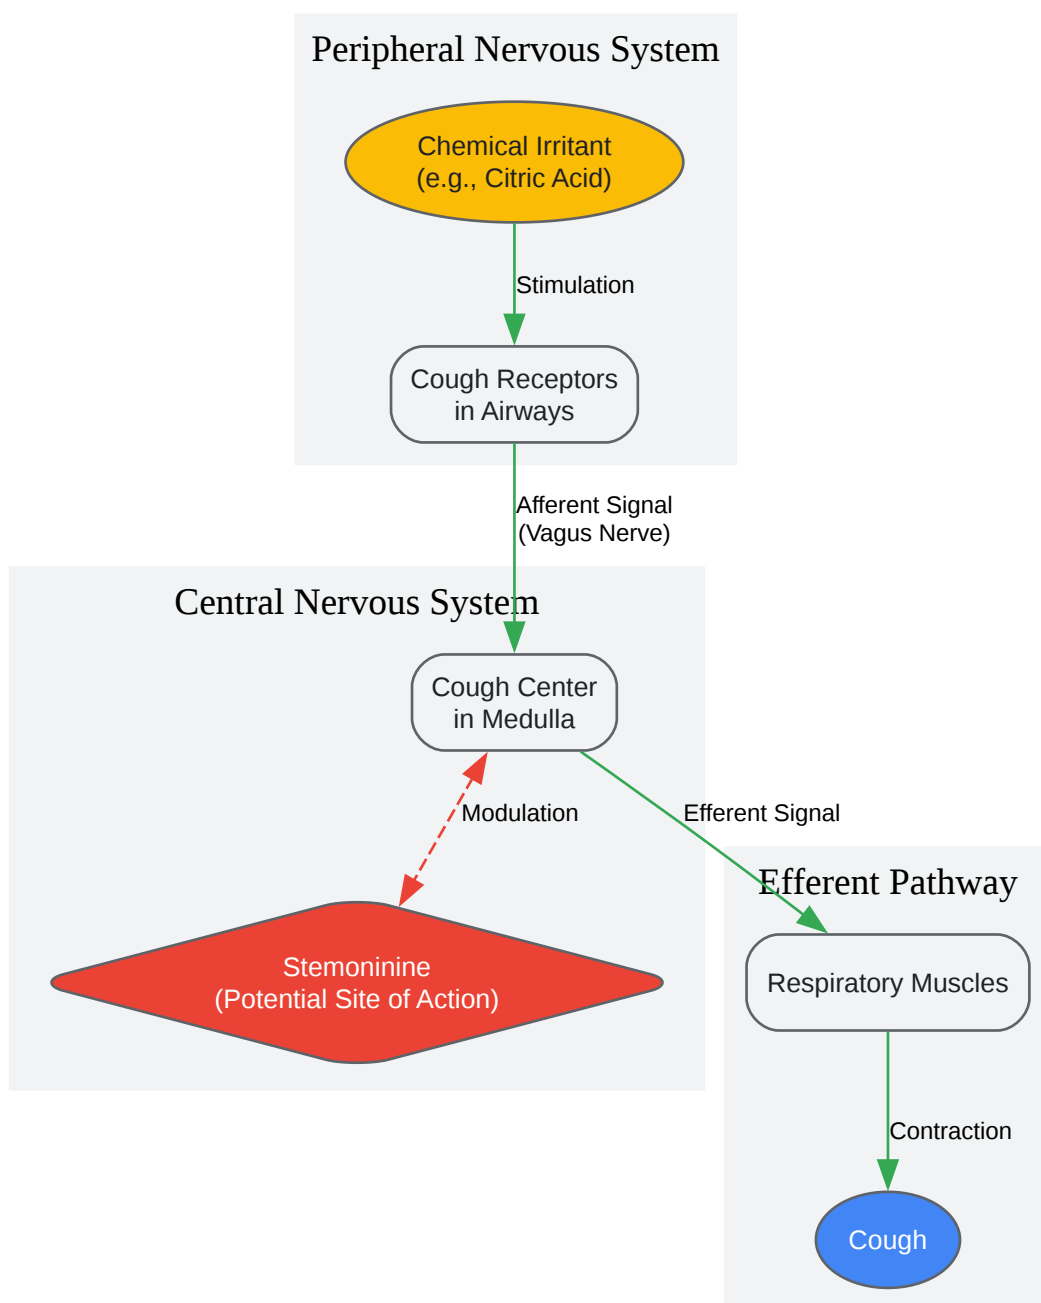 Peripheral Nervous System
Chemical Irritant
(e.g., Citric Acid)
Stimulation
Cough Receptors
in Airways
Afferent Signal
(Vagus Nerve)
Central Nervous System
Cough Center
in Medulla
Modulation
Efferent Signal
Efferent Pathway
Stemoninine
(Potential Site of Action)
Respiratory Muscles
Contraction
Cough